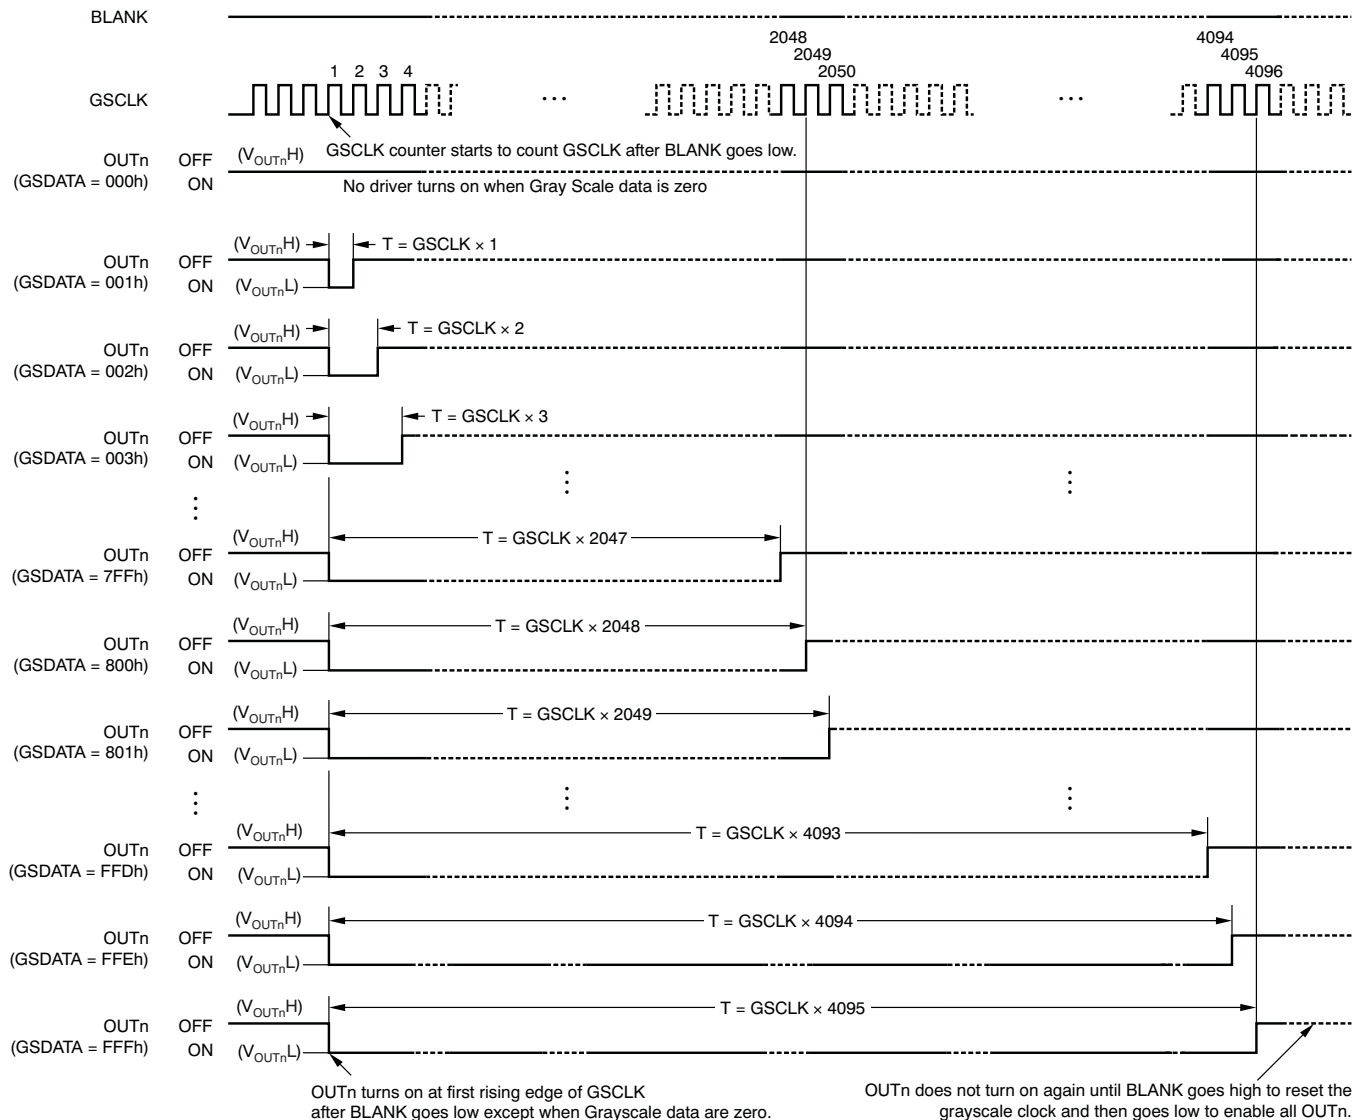 BLANK
2048
2049
2050
4094
4095
4096
1 2 3 4
GSCLK
...
...
GSCLK counter starts to count GSCLK after BLANK goes low.
OUTn OFF (VOUTnH)
(GSDATA = 000h) ON
No driver turns on when Gray Scale data is zero
(VOUTnH) T = GSCLK × 1
OUTn OFF
(GSDATA = 001h) ON (VOUTnL)
(VOUTnH) T = GSCLK × 2
OUTn OFF
(GSDATA = 002h) ON (VOUTnL)
(VOUTnH) T = GSCLK × 3
OUTn OFF
(GSDATA = 003h) ON (VOUTnL)
(VOUTnH) T = GSCLK × 2047
OUTn OFF
(GSDATA = 7FFh) ON (VOUTnL)
(VOUTnH) T = GSCLK × 2048
OUTn OFF
(GSDATA = 800h) ON (VOUTnL)
(VOUTnH) T = GSCLK × 2049
OUTn OFF
(GSDATA = 801h) ON (VOUTnL)
(VOUTnH) T = GSCLK × 4093
OUTn OFF
(GSDATA = FFDh) ON (VOUTnL)
(VOUTnH) T = GSCLK × 4094
OUTn OFF
(GSDATA = FFEh) ON (VOUTnL)
(VOUTnH) T = GSCLK × 4095
OUTn OFF
(GSDATA = FFFh) ON (VOUTnL)
OUTn turns on at first rising edge of GSCLK
after BLANK goes low except when Grayscale data are zero.
OUTn does not turn on again until BLANK goes high to reset the
grayscale clock and then goes low to enable all OUTn.